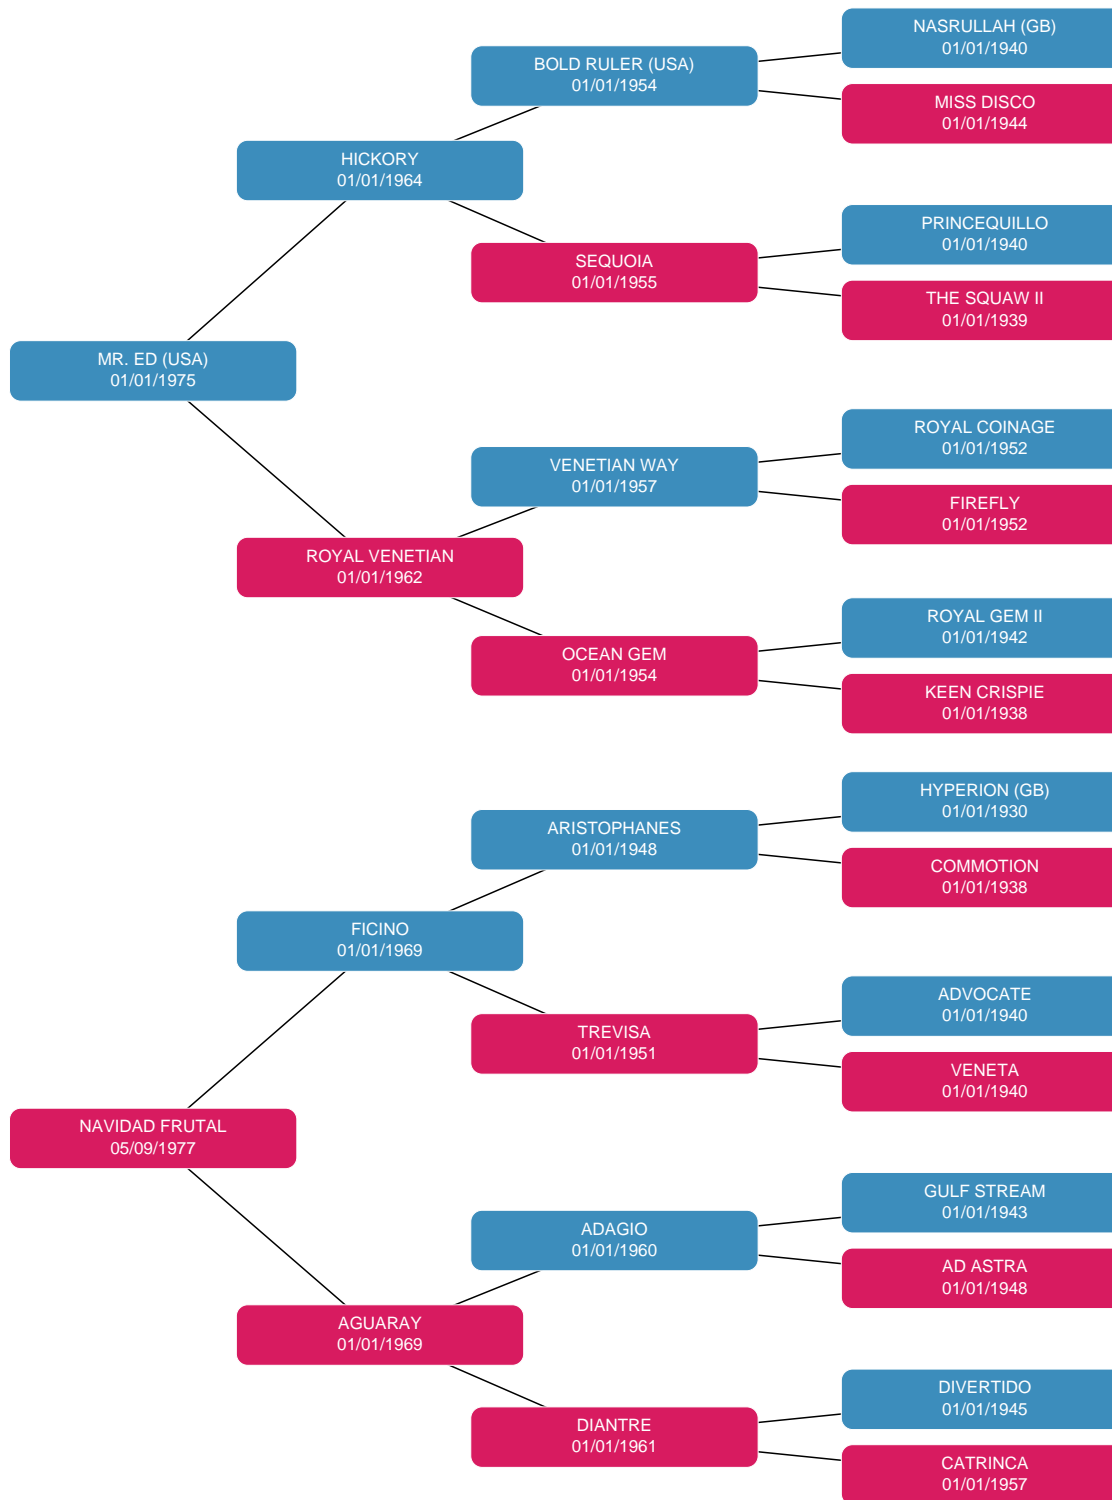 NASRULLAH (GB)
01/01/1940
BOLD RULER (USA)
01/01/1954
MISS DISCO
01/01/1944
HICKORY
01/01/1964
PRINCEQUILLO
01/01/1940
SEQUOIA
01/01/1955
THE SQUAW II
01/01/1939
MR. ED (USA)
01/01/1975
ROYAL COINAGE
01/01/1952
VENETIAN WAY
01/01/1957
FIREFLY
01/01/1952
ROYAL VENETIAN
01/01/1962
ROYAL GEM II
01/01/1942
OCEAN GEM
01/01/1954
KEEN CRISPIE
01/01/1938
HYPERION (GB)
01/01/1930
ARISTOPHANES
01/01/1948
COMMOTION
01/01/1938
FICINO
01/01/1969
ADVOCATE
01/01/1940
TREVISA
01/01/1951
VENETA
01/01/1940
NAVIDAD FRUTAL
05/09/1977
GULF STREAM
01/01/1943
ADAGIO
01/01/1960
AD ASTRA
01/01/1948
AGUARAY
01/01/1969
DIVERTIDO
01/01/1945
DIANTRE
01/01/1961
CATRINCA
01/01/1957